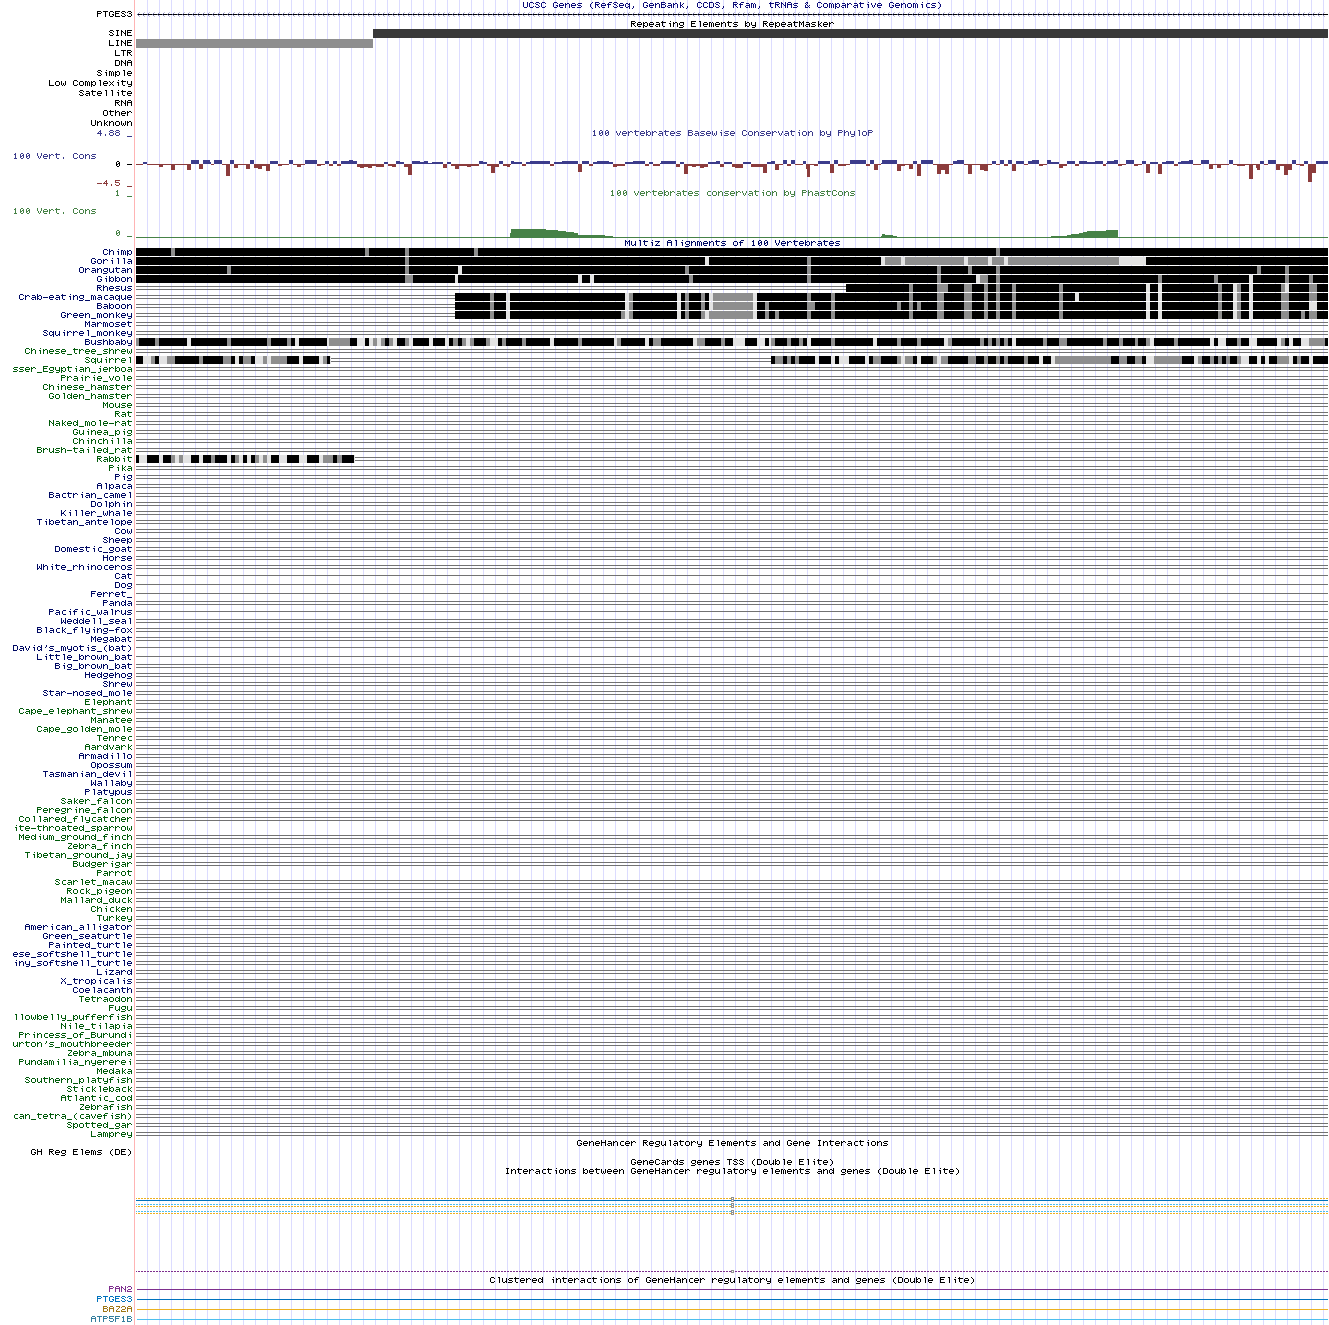 UCSC Genes (RefSeq, GenBank, CCDS, Rfam, tRNAs & Comparative Genomics)
PTGES3
Repeating Elements by RepeatMasker
SINE
LINE
LTR
DNA
Simple
Low Complexity
Satellite
RNA
Other
Unknown
4.88 _
100 vertebrates Basewise Conservation by PhyloP
100 Vert. Cons
0 _
-4.5 _
100 vertebrates conservation by PhastCons
1 _
100 Vert. Cons
0 _
Multiz Alignments of 100 Vertebrates
Chimp
Gorilla
Orangutan
Gibbon
Rhesus
Crab-eating_macaque
Baboon
Green_monkey
Marmoset
Squirrel_monkey
Bushbaby
Chinese_tree_shrew
Squirrel
sser_Egyptian_jerboa
Prairie_vole
Chinese_hamster
Golden_hamster
Mouse
Rat
Naked_mole-rat
Guinea_pig
Chinchilla
Brush-tailed_rat
Rabbit
Pika
Pig
Alpaca
Bactrian_camel
Dolphin
Killer_whale
Tibetan_antelope
Cow
Sheep
Domestic_goat
Horse
White_rhinoceros
Cat
Dog
Ferret_
Panda
Pacific_walrus
Weddell_seal
Black_flying-fox
Megabat
David's_myotis_(bat)
Little_brown_bat
Big_brown_bat
Hedgehog
Shrew
Star-nosed_mole
Elephant
Cape_elephant_shrew
Manatee
Cape_golden_mole
Tenrec
Aardvark
Armadillo
Opossum
Tasmanian_devil
Wallaby
Platypus
Saker_falcon
Peregrine_falcon
Collared_flycatcher
ite-throated_sparrow
Medium_ground_finch
Zebra_finch
Tibetan_ground_jay
Budgerigar
Parrot
Scarlet_macaw
Rock_pigeon
Mallard_duck
Chicken
Turkey
American_alligator
Green_seaturtle
Painted_turtle
ese_softshell_turtle
iny_softshell_turtle
Lizard
X_tropicalis
Coelacanth
Tetraodon
Fugu
llowbelly_pufferfish
Nile_tilapia
Princess_of_Burundi
urton's_mouthbreeder
Zebra_mbuna
Pundamilia_nyererei
Medaka
Southern_platyfish
Stickleback
Atlantic_cod
Zebrafish
can_tetra_(cavefish)
Spotted_gar
Lamprey
GeneHancer Regulatory Elements and Gene Interactions
GH Reg Elems (DE)
GeneCards genes TSS (Double Elite)
Interactions between GeneHancer regulatory elements and genes (Double Elite)
Clustered interactions of GeneHancer regulatory elements and genes (Double Elite)
PAN2
PTGES3
BAZ2A
ATP5F1B